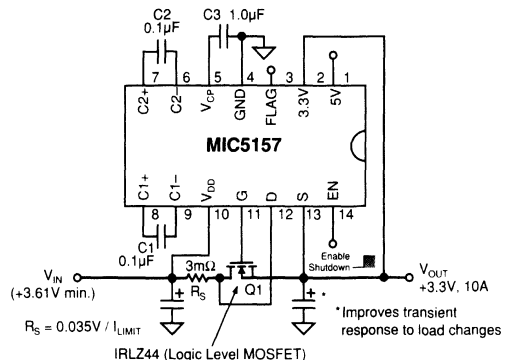 C2
0.1µF
C3 1.0µF
7 6 5 4 3 2 1
C2+ C2− VCP GND FLAG 3.3V 5V
MIC5157
C1+ C1− VDD G D S EN
8 9 10 11 12 13 14
C1
0.1µF
Enable
Shutdown
VIN
(+3.61V min.)
3mΩ
RS
Q1
VOUT
+3.3V, 10A
+
+ *
*Improves transient
response to load changes
RS = 0.035V / ILIMIT
IRLZ44 (Logic Level MOSFET)